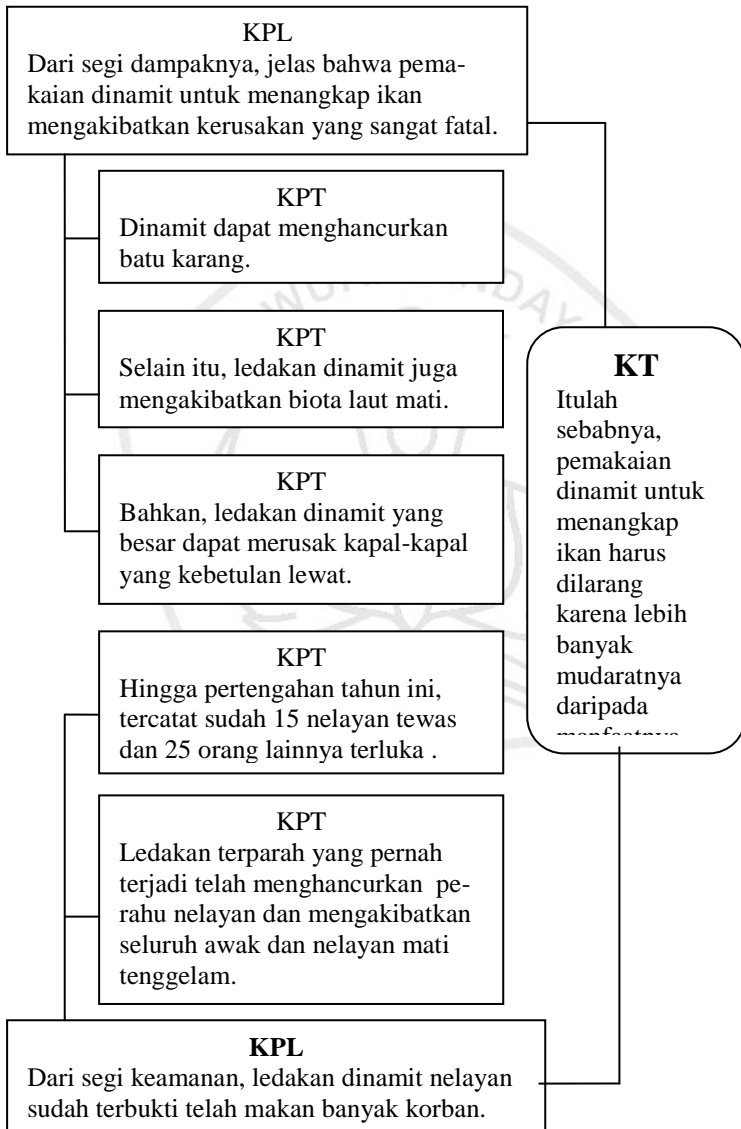 KPL
Dari segi dampaknya, jelas bahwa pema-
kaian dinamit untuk menangkap ikan
mengakibatkan kerusakan yang sangat fatal.
KPT
Dinamit dapat menghancurkan
batu karang.
KPT
Selain itu, ledakan dinamit juga
mengakibatkan biota laut mati.
KPT
Bahkan, ledakan dinamit yang
besar dapat merusak kapal-kapal
yang kebetulan lewat.
KPT
Hingga pertengahan tahun ini,
tercatat sudah 15 nelayan tewas
dan 25 orang lainnya terluka .
KPT
Ledakan terparah yang pernah
terjadi telah menghancurkan pe-
rahu nelayan dan mengakibatkan
seluruh awak dan nelayan mati
tenggelam.
KPL
Dari segi keamanan, ledakan dinamit nelayan
sudah terbukti telah makan banyak korban.
KT
Itulah
sebabnya,
pemakaian
dinamit untuk
menangkap
ikan harus
dilarang
karena lebih
banyak
mudaratnya
daripada
manfaatnya